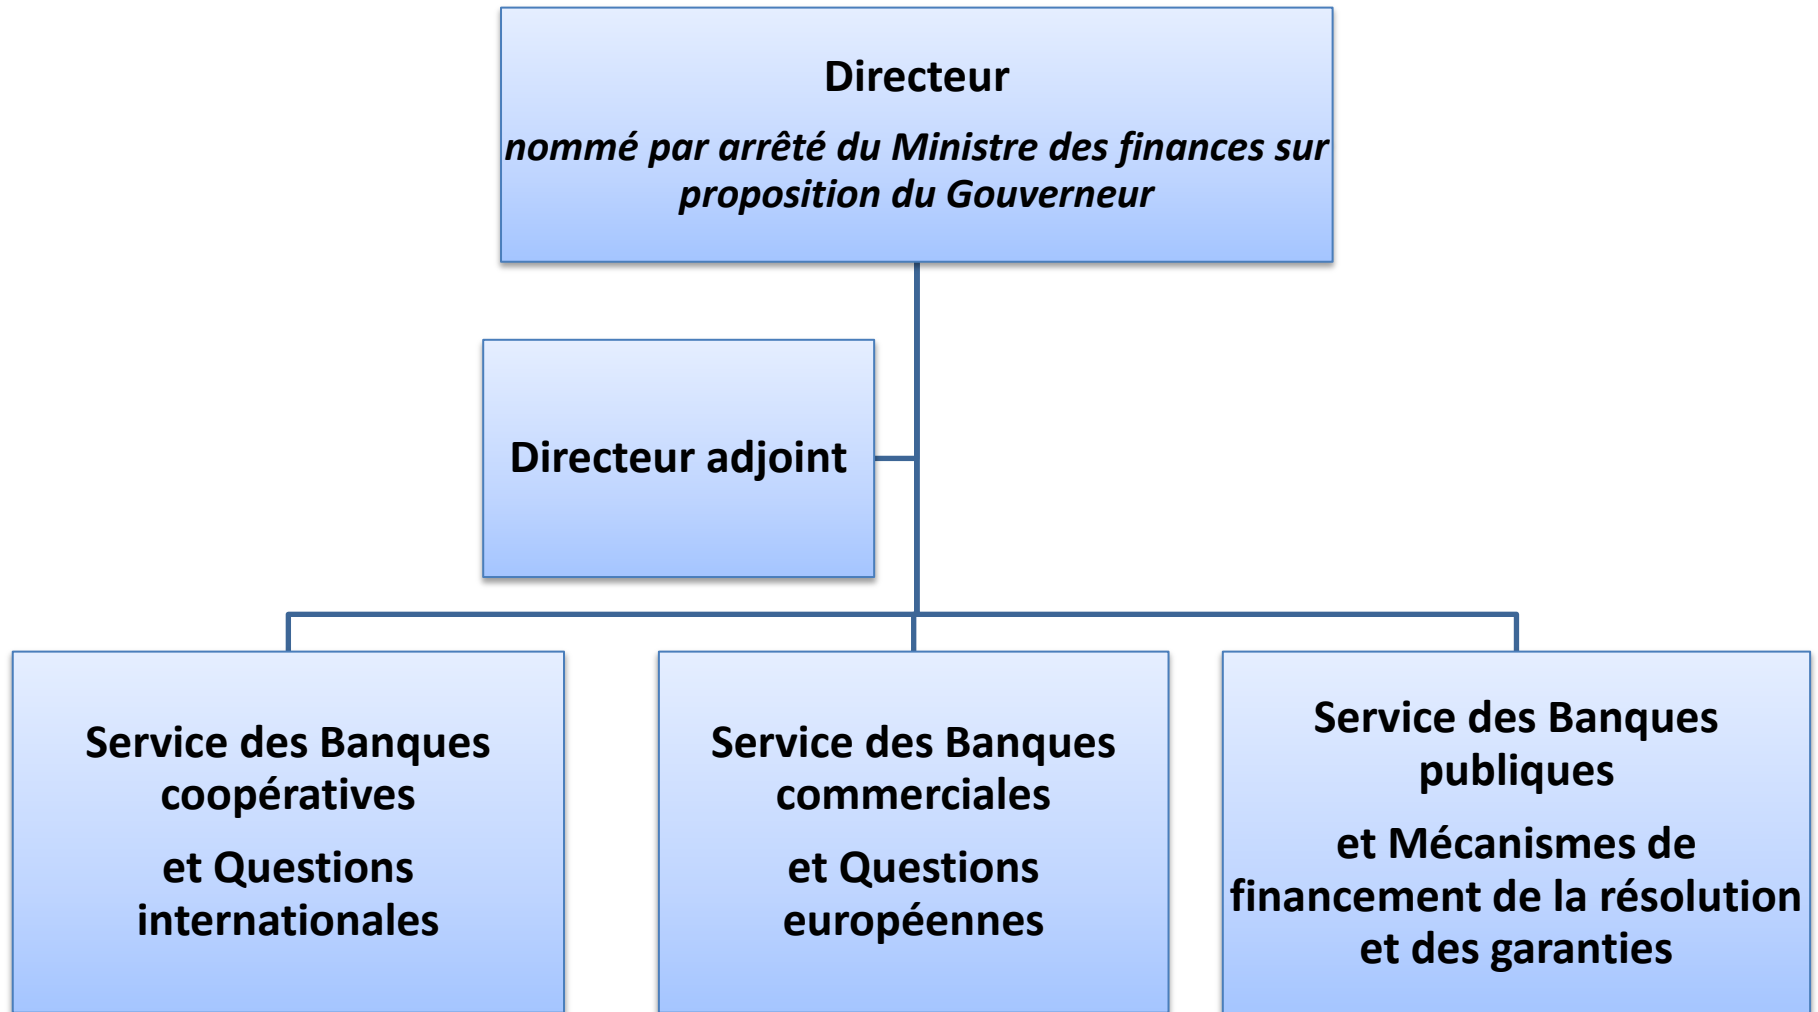 Directeur
nommé par arrêté du Ministre des finances sur
proposition du Gouverneur
Directeur adjoint
Service des Banques
coopératives
et Questions
internationales
Service des Banques
commerciales
et Questions
européennes
Service des Banques
publiques
et Mécanismes de
financement de la résolution
et des garanties